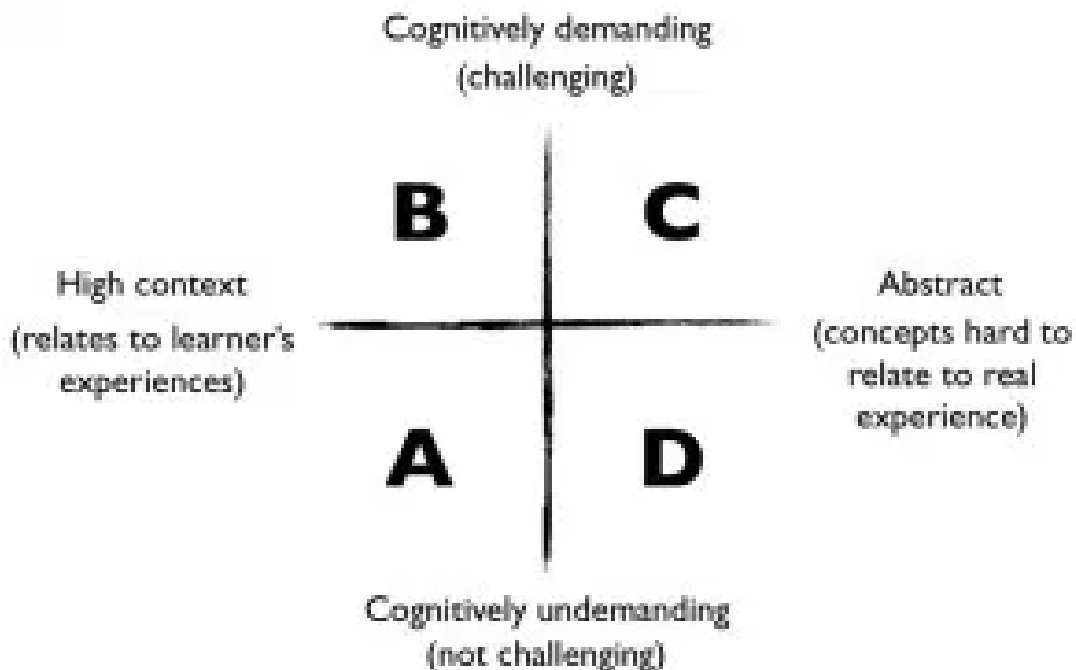 Cognitively demanding
(challenging)
B
C
High context
(relates to learner's
experiences)
Abstract
(concepts hard to
relate to real
experience)
A
D
Cognitively undemanding
(not challenging)